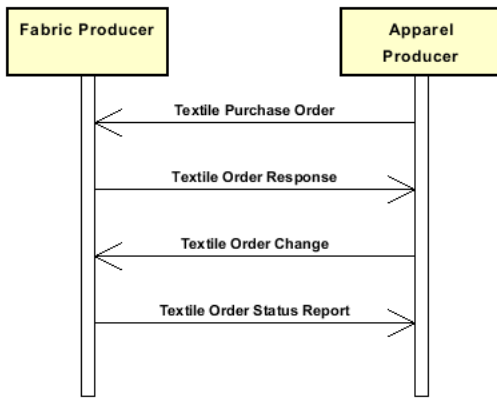 Fabric Producer
Apparel
Producer
Textile Purchase Order
Textile Order Response
Textile Order Change
Textile Order Status Report